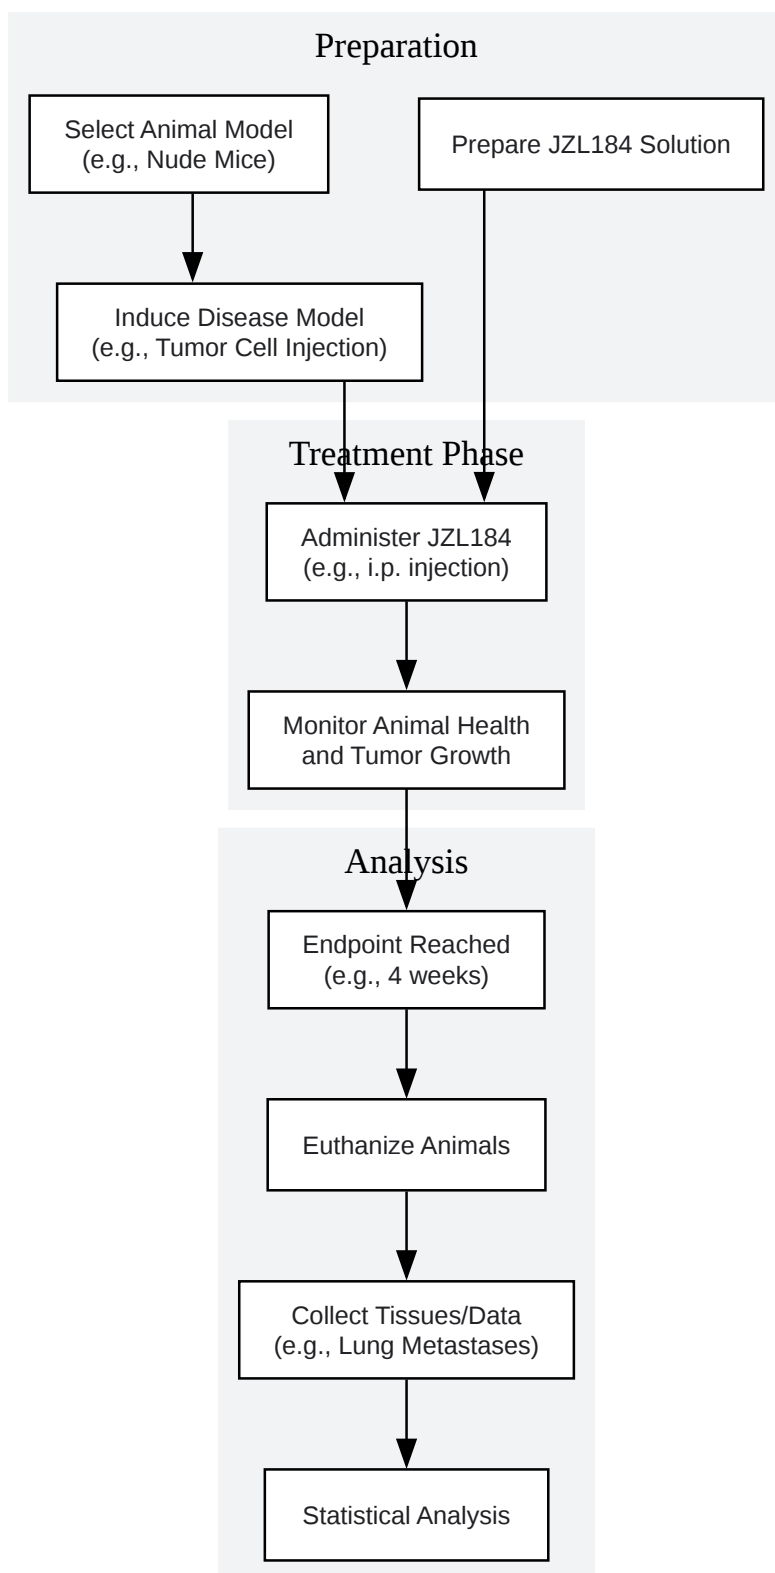 Preparation
Select Animal Model
(e.g., Nude Mice)
Prepare JZL184 Solution
Induce Disease Model
(e.g., Tumor Cell Injection)
Treatment Phase
Administer JZL184
(e.g., i.p. injection)
Monitor Animal Health
and Tumor Growth
Analysis
Endpoint Reached
(e.g., 4 weeks)
Euthanize Animals
Collect Tissues/Data
(e.g., Lung Metastases)
Statistical Analysis